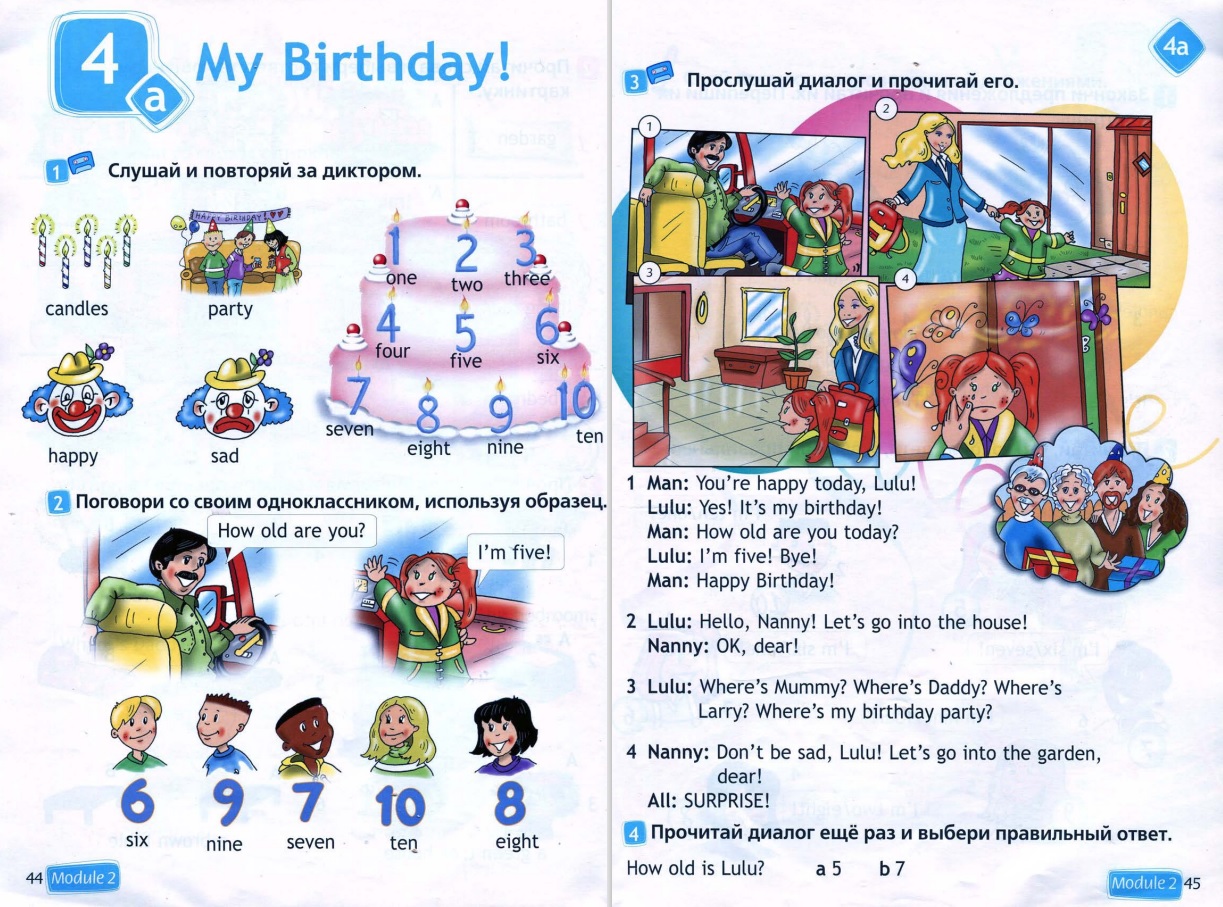 4
a
My Birthday!
1 Слушай и повторяй за диктором.
HAPPY BIRTHDAY!
candles
party
happy
sad
1 2 3
one two three
4 5 6
four five six
7 8 9 10
seven eight nine ten
2 Поговори со своим одноклассником, используя образец.
How old are you?
I'm five!
6 9 7 10 8
six nine seven ten eight
44 Module 2
4a
3 Прослушай диалог и прочитай его.
1
2
3
4
1 Man: You're happy today, Lulu!
Lulu: Yes! It's my birthday!
Man: How old are you today?
Lulu: I'm five! Bye!
Man: Happy Birthday!
2 Lulu: Hello, Nanny! Let's go into the house!
Nanny: OK, dear!
3 Lulu: Where's Mummy? Where's Daddy? Where's
Larry? Where's my birthday party?
4 Nanny: Don't be sad, Lulu! Let's go into the garden,
dear!
All: SURPRISE!
4 Прочитай диалог ещё раз и выбери правильный ответ.
How old is Lulu? a 5 b 7
Module 2 45